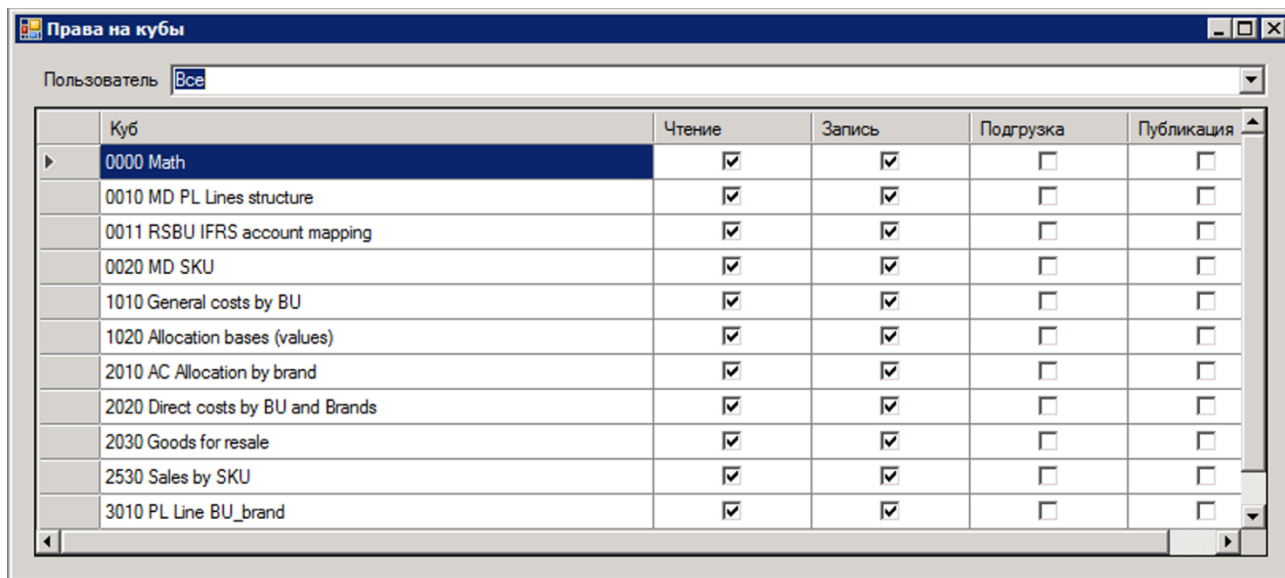 Права на кубы
Пользователь Все
Куб Чтение Запись Подгрузка Публикация
0000 Math
0010 MD PL Lines structure
0011 RSBU IFRS account mapping
0020 MD SKU
1010 General costs by BU
1020 Allocation bases (values)
2010 AC Allocation by brand
2020 Direct costs by BU and Brands
2030 Goods for resale
2530 Sales by SKU
3010 PL Line BU_brand